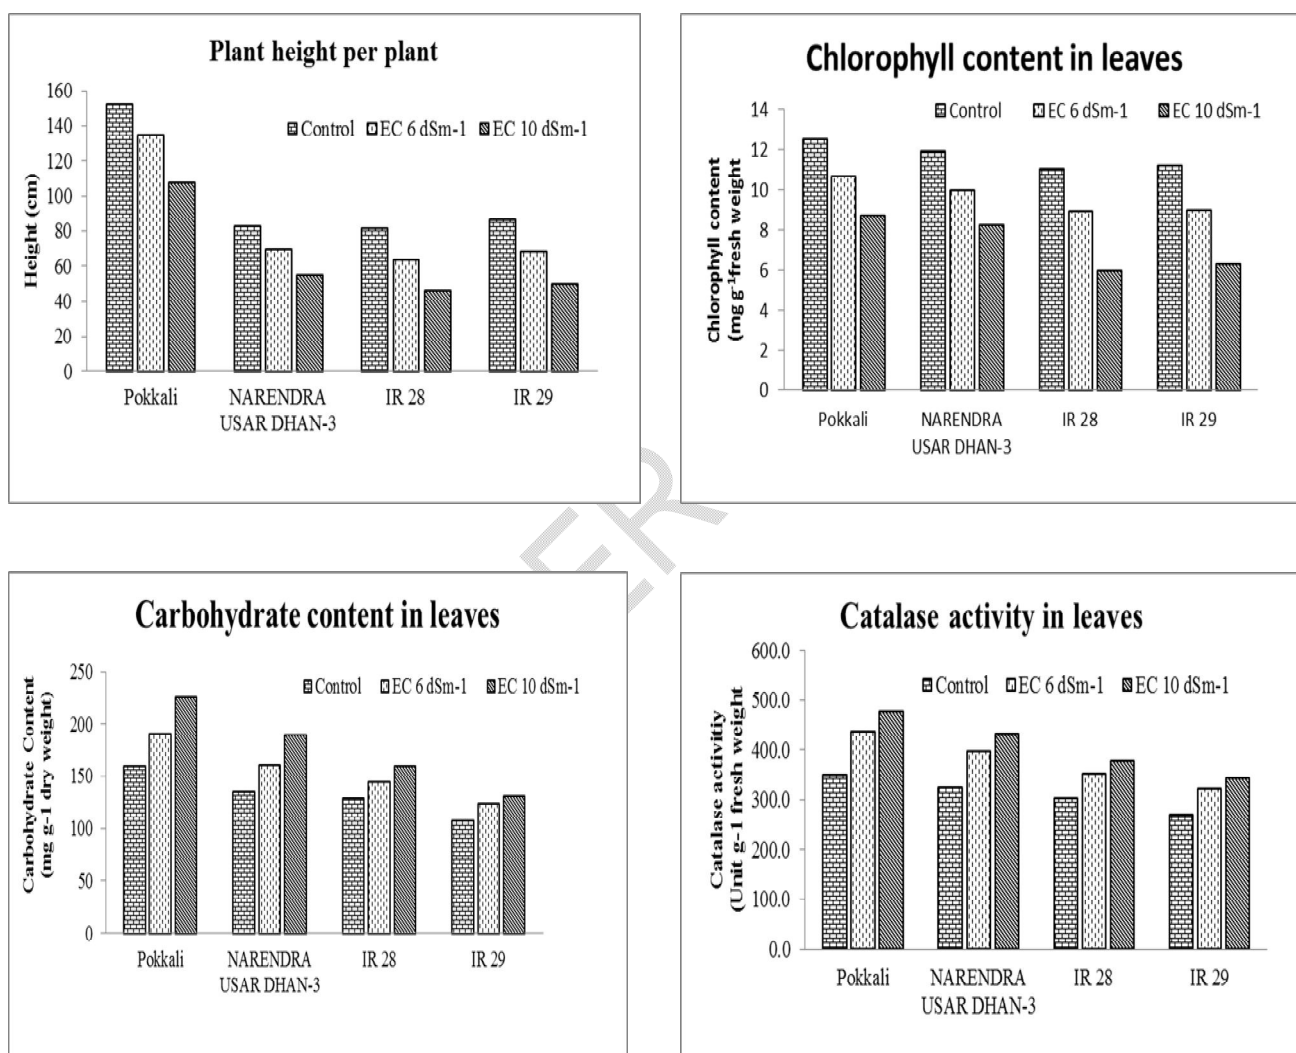 Plant height per plant
Control EC 6 dSm-1 EC 10 dSm-1
Height (cm)
160
140
120
100
80
60
40
20
0
Pokkali NARENDRA USAR DHAN-3 IR 28 IR 29
Chlorophyll content in leaves
Control EC 6 dSm-1 EC 10 dSm-1
Chlorophyll content
(mg g-1fresh weight)
14
12
10
8
6
4
2
0
Pokkali NARENDRA USAR DHAN-3 IR 28 IR 29
ER
Carbohydrate content in leaves
Control EC 6 dSm-1 EC 10 dSm-1
Carbohydrate Content
(mg g-1 dry weight)
250
200
150
100
50
0
Pokkali NARENDRA USAR DHAN-3 IR 28 IR 29
Catalase activity in leaves
Control EC 6 dSm-1 EC 10 dSm-1
Catalase activitiy
(Unit g-1 fresh weight)
600.0
500.0
400.0
300.0
200.0
100.0
0.0
Pokkali NARENDRA USAR DHAN-3 IR 28 IR 29